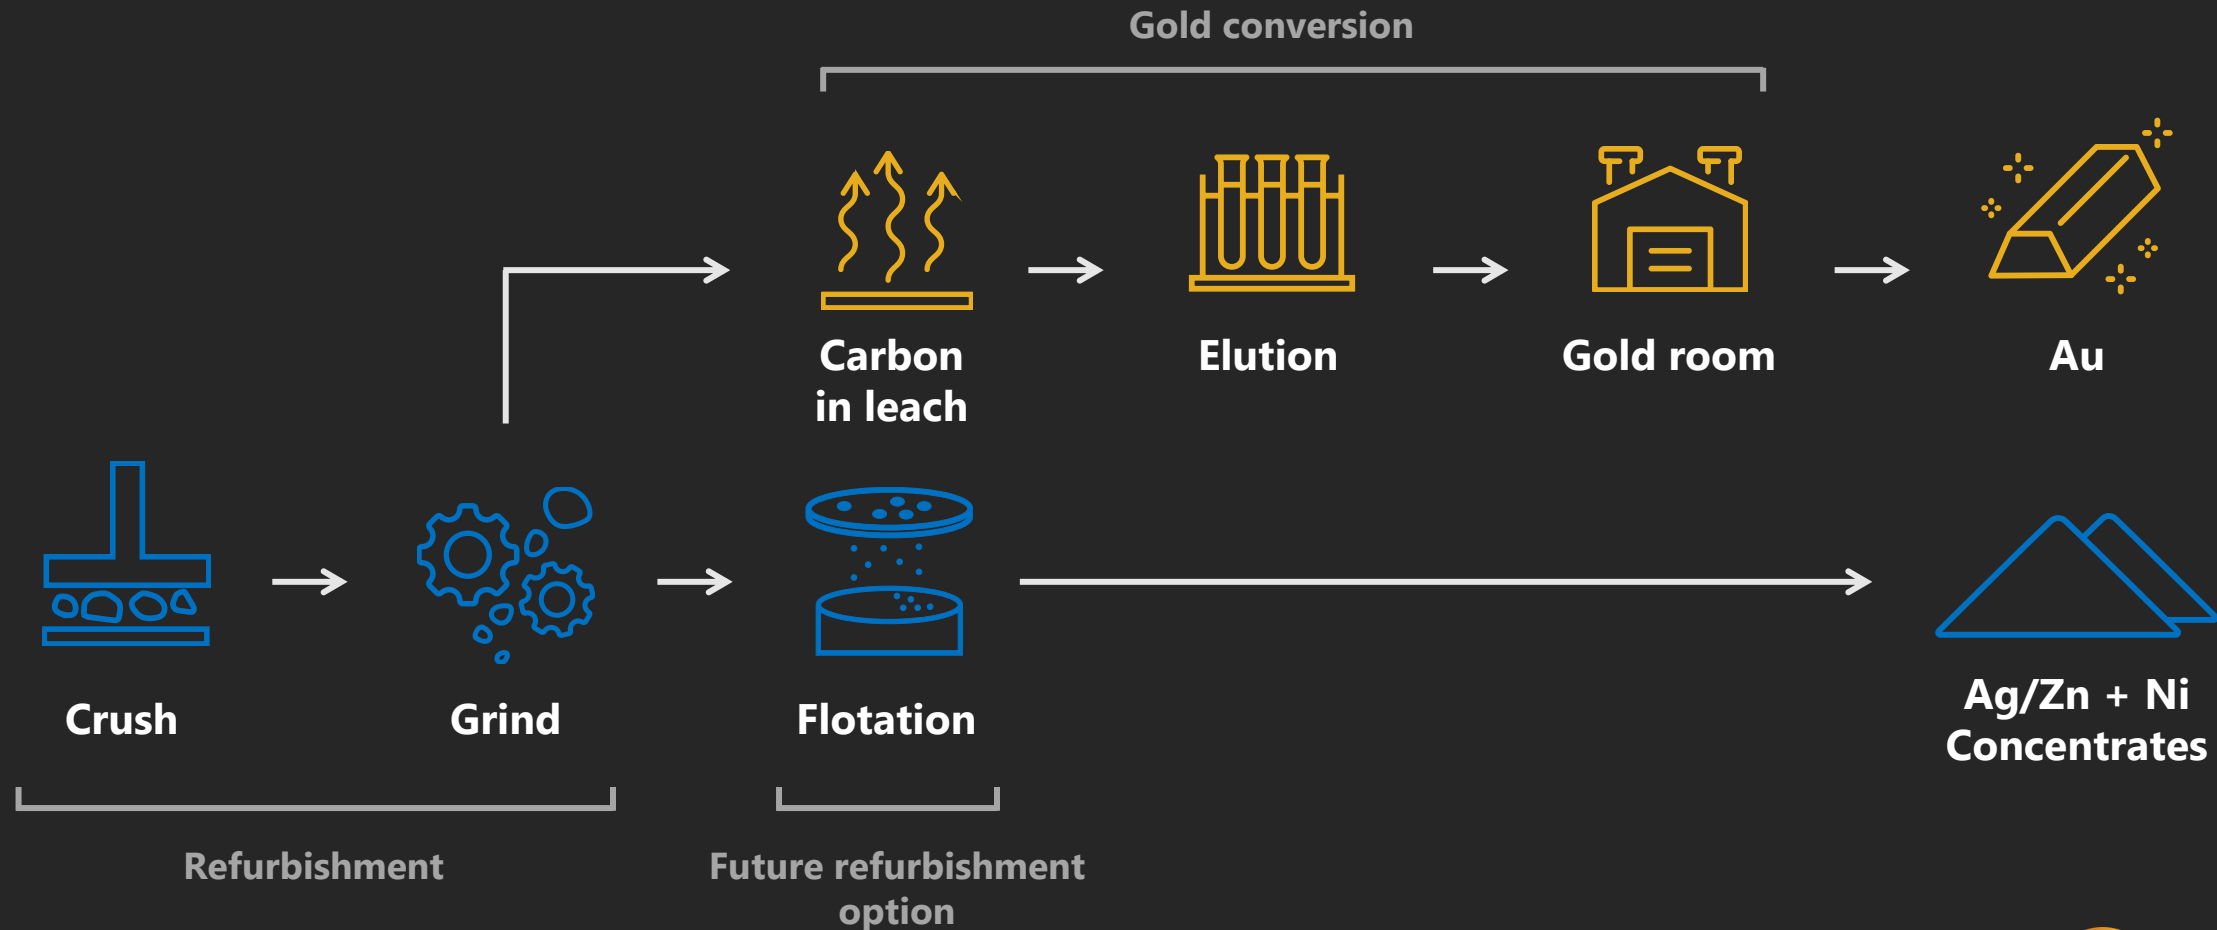 Gold conversion
Carbon
in leach
Elution
Gold room
Au
Crush
Grind
Flotation
Ag/Zn + Ni
Concentrates
Refurbishment
Future refurbishment
option